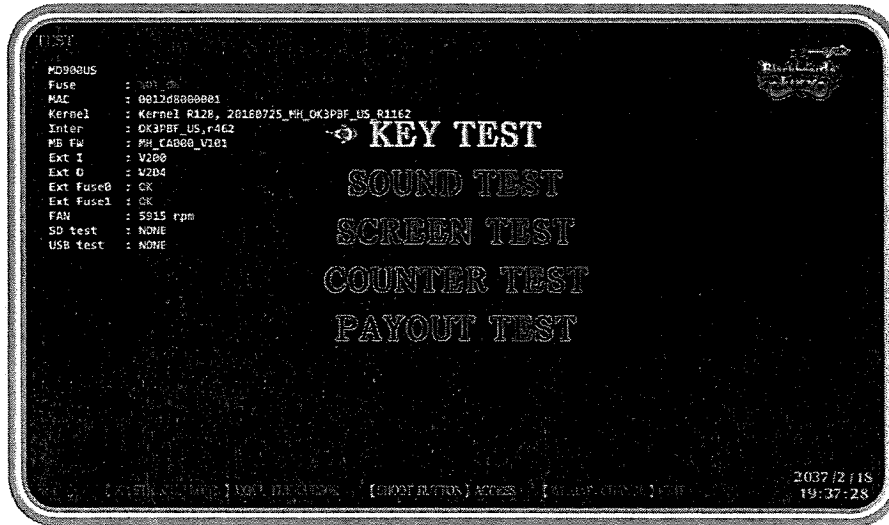 TEST
MD900US
Fuse :
MAC : 0012d8000001
Kernel : Kernel R128, 20160725_MH_OK3PBF_US_R1162
Inter : OK3PBF_US,r462
MB FW : MH_CA000_V101
Ext I : V200
Ext O : V204
Ext Fuse0 : OK
Ext Fuse1 : OK
FAN : 5915 rpm
SD test : NONE
USB test : NONE
KEY TEST
SOUND TEST
SCREEN TEST
COUNTER TEST
PAYOUT TEST
[SHOOT BUTTON] ACCESS
2037/2/18
19:37:28